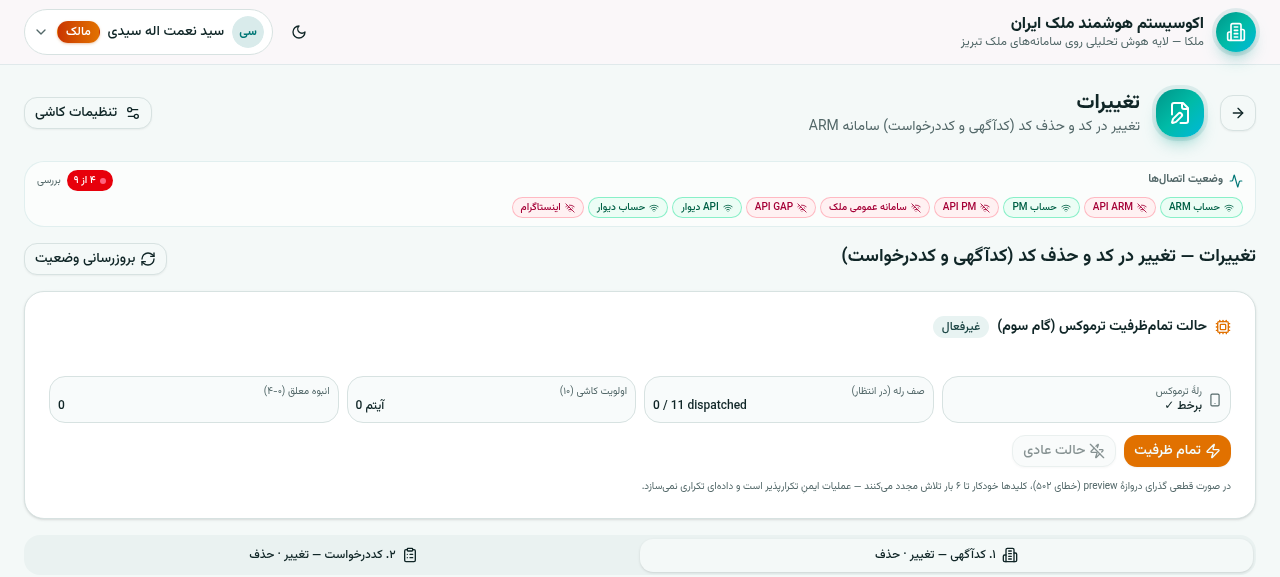 اکوسیستم هوشمند ملک ایران
ملکا — لایه هوش تحلیلی روی سامانه‌های ملک تبریز
سی
سید نعمت اله سیدی
مالک
تغییرات
تغییر در کد و حذف کد (کدآگهی و کددرخواست) سامانه ARM
تنظیمات کاشی
وضعیت اتصال‌ها
۴ از ۹
بررسی
حساب ARM
API ARM
حساب PM
API PM
سامانه عمومی ملک
API GAP
API دیوار
حساب دیوار
اینستاگرام
تغییرات — تغییر در کد و حذف کد (کدآگهی و کددرخواست)
بروزرسانی وضعیت
حالت تمام‌ظرفیت ترموکس (گام سوم)
غیرفعال
رلهٔ ترموکس
برخط ✓
صف رله (در انتظار)
0 / 11 dispatched
اولویت کاشی (۱۰)
0 آیتم
انبوه معلق (۰-۴)
0
تمام ظرفیت
حالت عادی
در صورت قطعی گذرای دروازهٔ preview (خطای ۵۰۲)، کلیدها خودکار تا ۶ بار تلاش مجدد می‌کنند — عملیات ایمنِ تکرارپذیر است و داده‌ای تکراری نمی‌سازد.
۱. کدآگهی — تغییر · حذف
۲. کددرخواست — تغییر · حذف